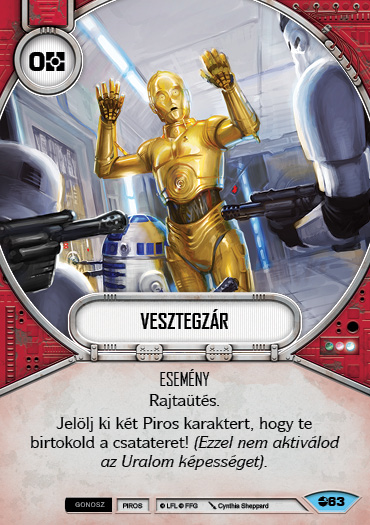 0
VESZTEGZÁR
ESEMÉNY
Rajtaütés.
Jelölj ki két Piros karaktert, hogy te
birtokold a csatateret! (Ezzel nem aktiválod
az Uralom képességet).
GONOSZ PIROS © LFL © FFG Cynthia Sheppard 63